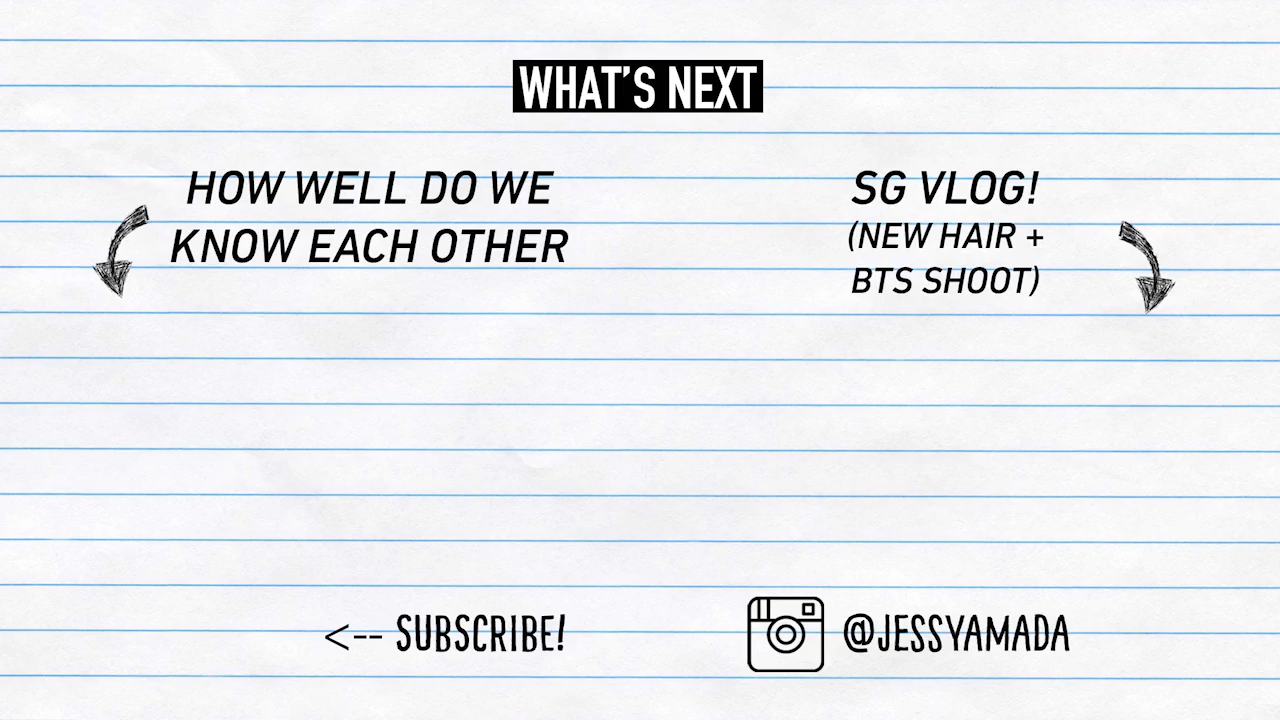 WHAT'S NEXT
HOW WELL DO WE
KNOW EACH OTHER
SG VLOG!
(NEW HAIR +
BTS SHOOT)
<-- SUBSCRIBE!
@JESSYAMADA